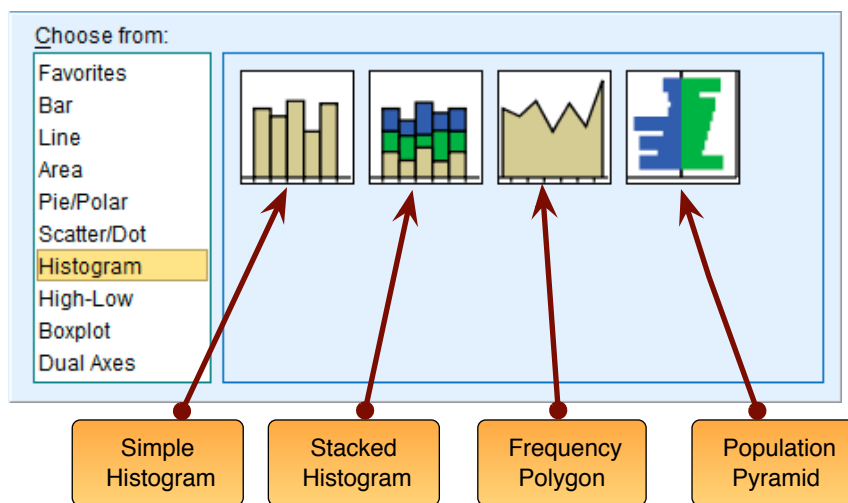 Choose from:
Favorites
Bar
Line
Area
Pie/Polar
Scatter/Dot
Histogram
High-Low
Boxplot
Dual Axes
Simple
Histogram
Stacked
Histogram
Frequency
Polygon
Population
Pyramid